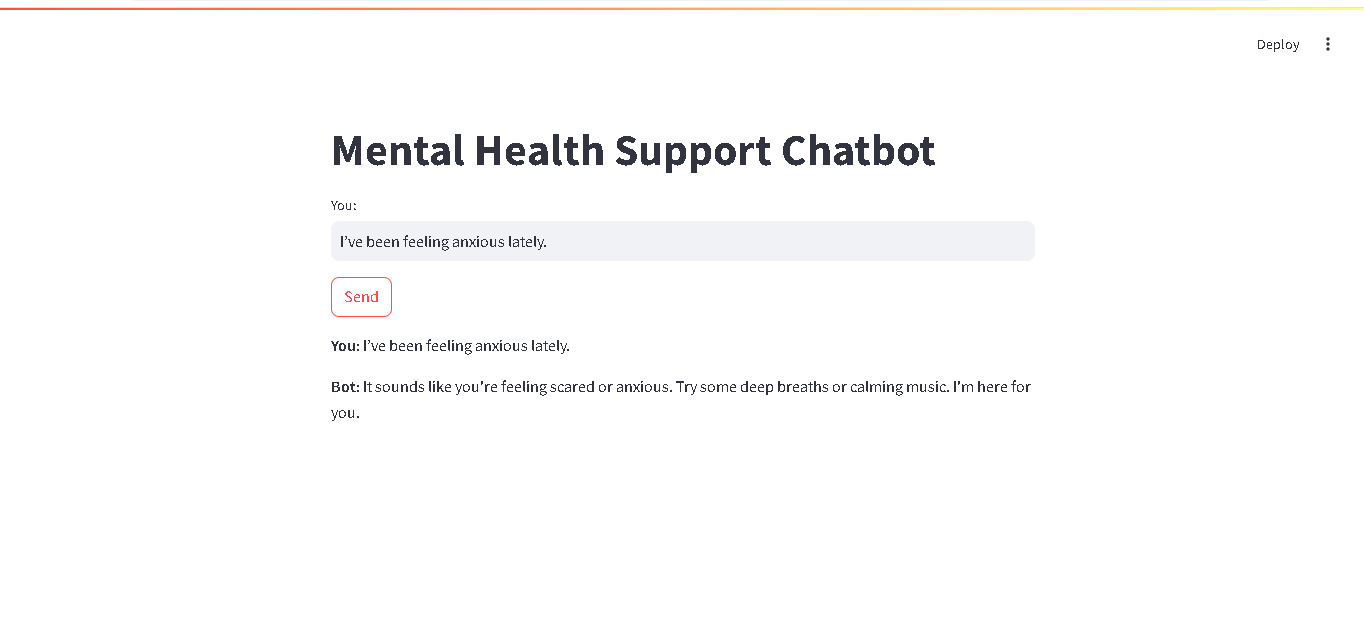 Deploy
Mental Health Support Chatbot
You:
I’ve been feeling anxious lately.
Send
You: I’ve been feeling anxious lately.
Bot: It sounds like you’re feeling scared or anxious. Try some deep breaths or calming music. I’m here for
you.